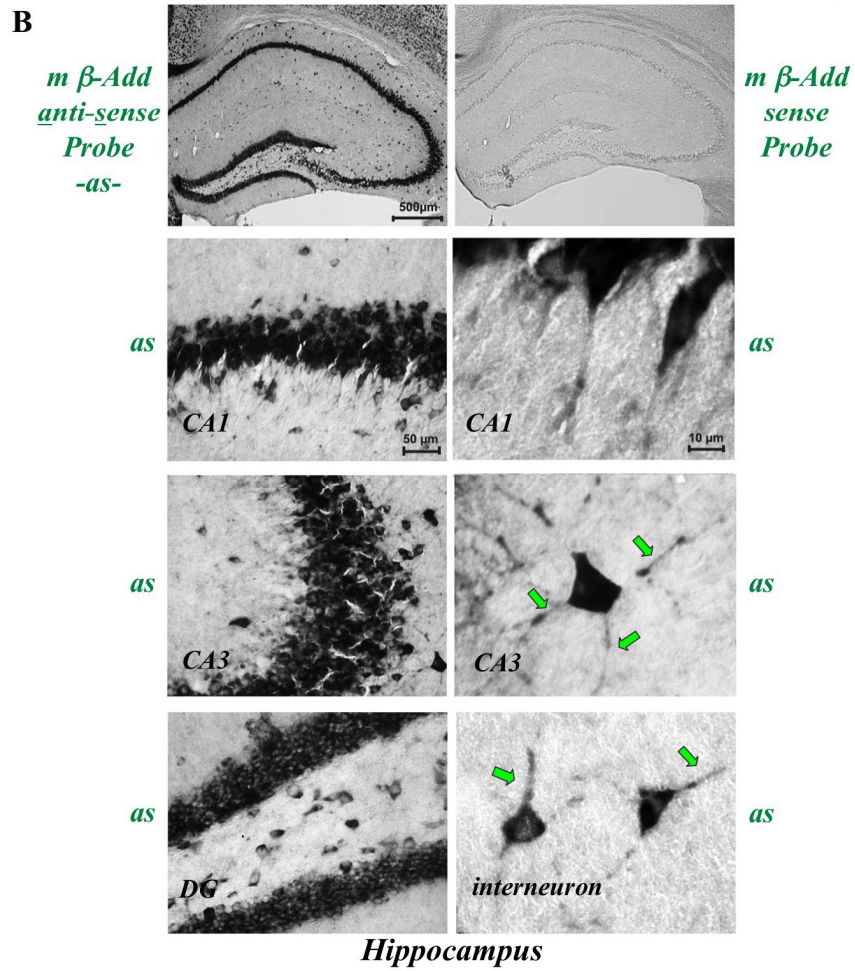 B
m β-Add
anti-sense
Probe
-as-
500µm
m β-Add
sense
Probe
as
CA1
50 µm
CA1
10 µm
as
as
CA3
CA3
as
as
DG
interneuron
as
Hippocampus